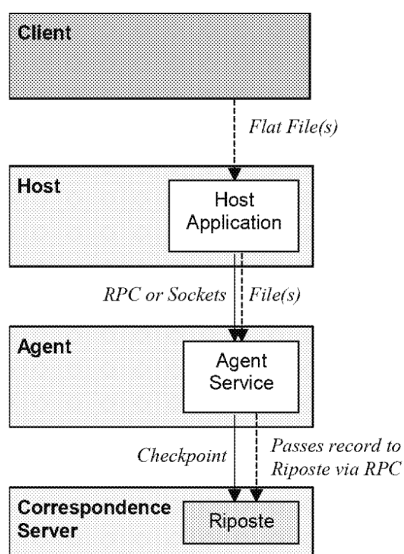 Client
Flat File(s)
Host
Host
Application
RPC or Sockets
File(s)
Agent
Agent
Service
Checkpoint
Passes record to
Riposte via RPC
Correspondence
Server
Riposte